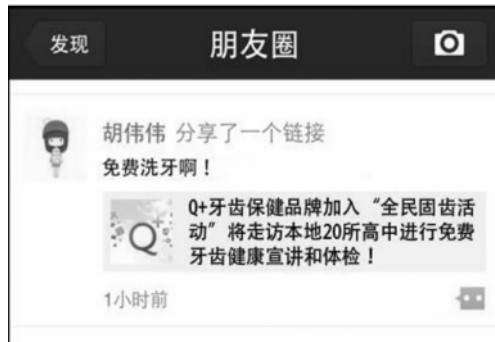 发现 朋友圈
胡伟伟 分享了一个链接
免费洗牙啊！
Q+牙齿保健品牌加入“全民固齿活
动”将走访本地20所高中进行免费
牙齿健康宣讲和体检！
Q+
1小时前